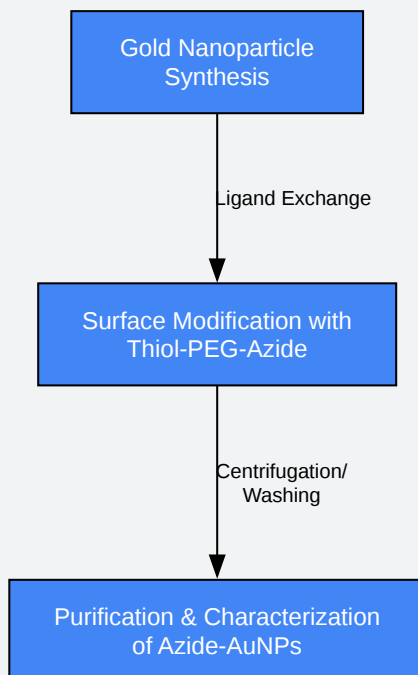 Gold Nanoparticle
Synthesis
Ligand Exchange
Surface Modification with
Thiol-PEG-Azide
Centrifugation/
Washing
Purification & Characterization
of Azide-AuNPs